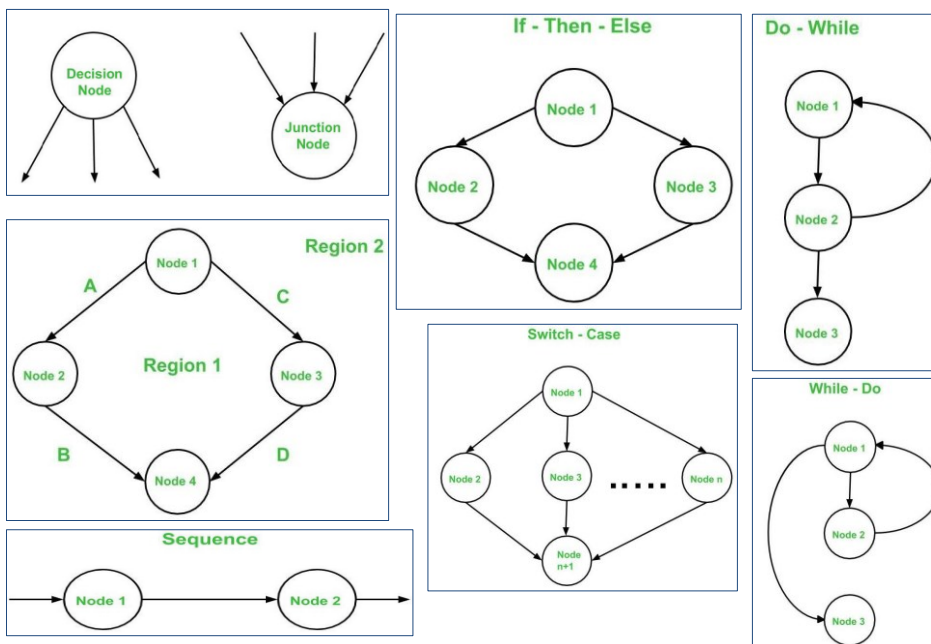 Decision
Node
Junction
Node
If - Then - Else
Node 1
Node 2
Node 3
Node 4
Do - While
Node 1
Node 2
Node 3
Region 2
Node 1
A
C
Node 2
Region 1
Node 3
B
D
Node 4
Switch - Case
Node 1
Node 2
Node 3
Node n
Node
n+1
While - Do
Node 1
Node 2
Node 3
Sequence
Node 1
Node 2